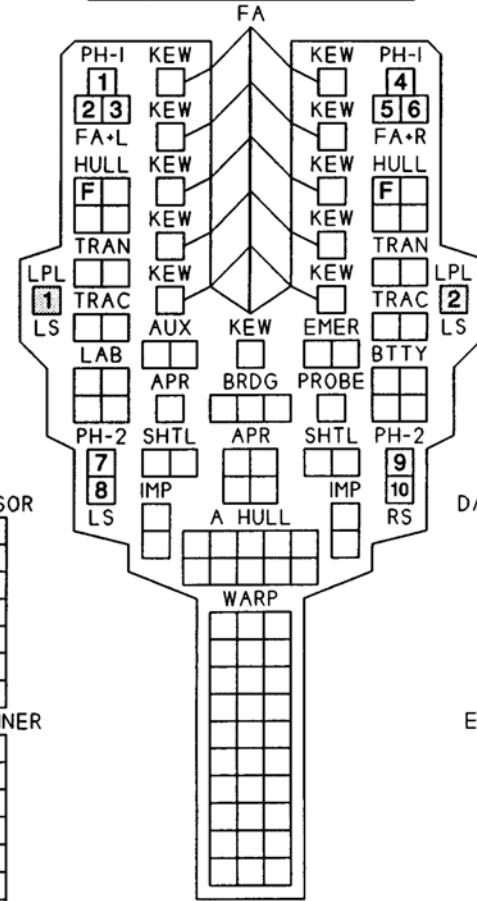 FA
PH-1 KEW KEW PH-1
1 4
2 3 KEW KEW 5 6
FA+L FA+R
HULL KEW KEW HULL
F F
KEW KEW
TRAN TRAN
LPL KEW KEW LPL
1 TRAC TRAC 2
LS AUX KEW EMER LS
LAB BTTY
APR BRDG PROBE
PH-2 SHTL APR SHTL PH-2
7 9
8 IMP IMP 10
LS A HULL RS
WARP
SOR
DA
NER
E